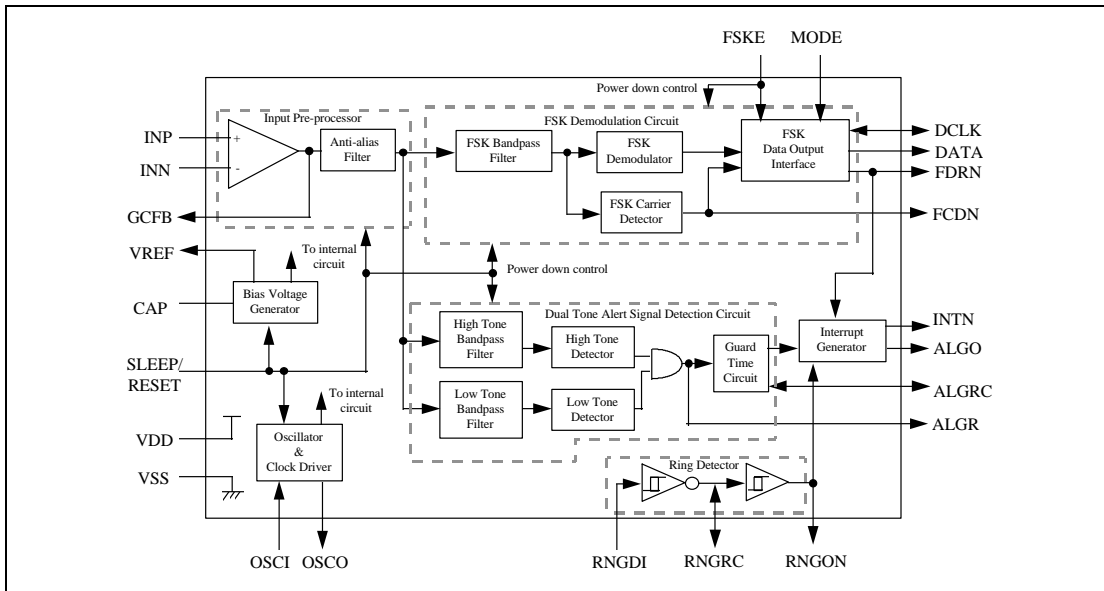 FSKE
MODE
Power down control
Input Pre-processor
FSK Demodulation Circuit
INP
INN
+
-
Anti-alias
Filter
FSK Bandpass
Filter
FSK
Demodulator
FSK
Data Output
Interface
DCLK
DATA
FDRN
GCFB
FSK Carrier
Detector
FCDN
VREF
To internal
circuit
Power down control
CAP
Bias Voltage
Generator
Dual Tone Alert Signal Detection Circuit
High Tone
Bandpass
Filter
High Tone
Detector
Guard
Time
Circuit
Interrupt
Generator
INTN
ALGO
SLEEP/
RESET
To internal
circuit
Low Tone
Bandpass
Filter
Low Tone
Detector
ALGRC
ALGR
VDD
Oscillator
&
Clock Driver
VSS
Ring Detector
OSCI
OSCO
RNGDI
RNGRC
RNGON